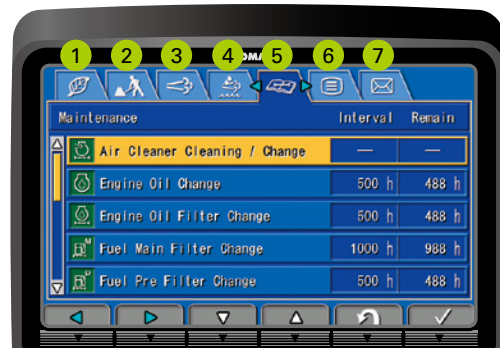 1 2 3 4 5 6 7
OMA
Maintenance Interval Remain
Air Cleaner Cleaning / Change — —
Engine Oil Change 500 h 488 h
Engine Oil Filter Change 500 h 488 h
Fuel Main Filter Change 1000 h 988 h
Fuel Pre Filter Change 500 h 488 h